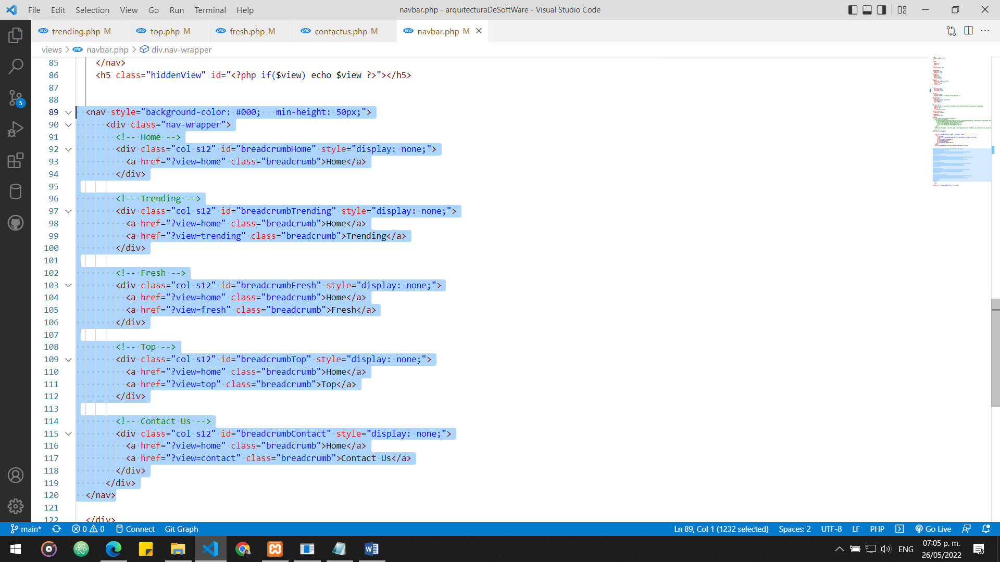 File Edit Selection View Go Run Terminal Help navbar.php - arquitecturaDeSoftWare - Visual Studio Code
php trending.php M php top.php M php fresh.php M php contactus.php M php navbar.php M
views > php navbar.php > div.nav-wrapper
85 </nav>
86 <h5 class="hiddenView" id="<?php if($view) echo $view ?>"></h5>
87
88
89 <nav style="background-color: #000;   min-height: 50px;">
90 <div class="nav-wrapper">
91 <!-- Home -->
92 <div class="col s12" id="breadcrumbHome" style="display: none;">
93 <a href="?view=home" class="breadcrumb">Home</a>
94 </div>
95
96 <!-- Trending -->
97 <div class="col s12" id="breadcrumbTrending" style="display: none;">
98 <a href="?view=home" class="breadcrumb">Home</a>
99 <a href="?view=trending" class="breadcrumb">Trending</a>
100 </div>
101
102 <!-- Fresh -->
103 <div class="col s12" id="breadcrumbFresh" style="display: none;">
104 <a href="?view=home" class="breadcrumb">Home</a>
105 <a href="?view=fresh" class="breadcrumb">Fresh</a>
106 </div>
107
108 <!-- Top -->
109 <div class="col s12" id="breadcrumbTop" style="display: none;">
110 <a href="?view=home" class="breadcrumb">Home</a>
111 <a href="?view=top" class="breadcrumb">Top</a>
112 </div>
113
114 <!-- Contact Us -->
115 <div class="col s12" id="breadcrumbContact" style="display: none;">
116 <a href="?view=home" class="breadcrumb">Home</a>
117 <a href="?view=contact" class="breadcrumb">Contact Us</a>
118 </div>
119 </div>
120 </nav>
121
122 </div>
5
main* 0 0 Connect Git Graph Ln 89, Col 1 (1232 selected) Spaces: 2 UTF-8 LF PHP Go Live
ENG 07:05 p. m.
26/05/2022